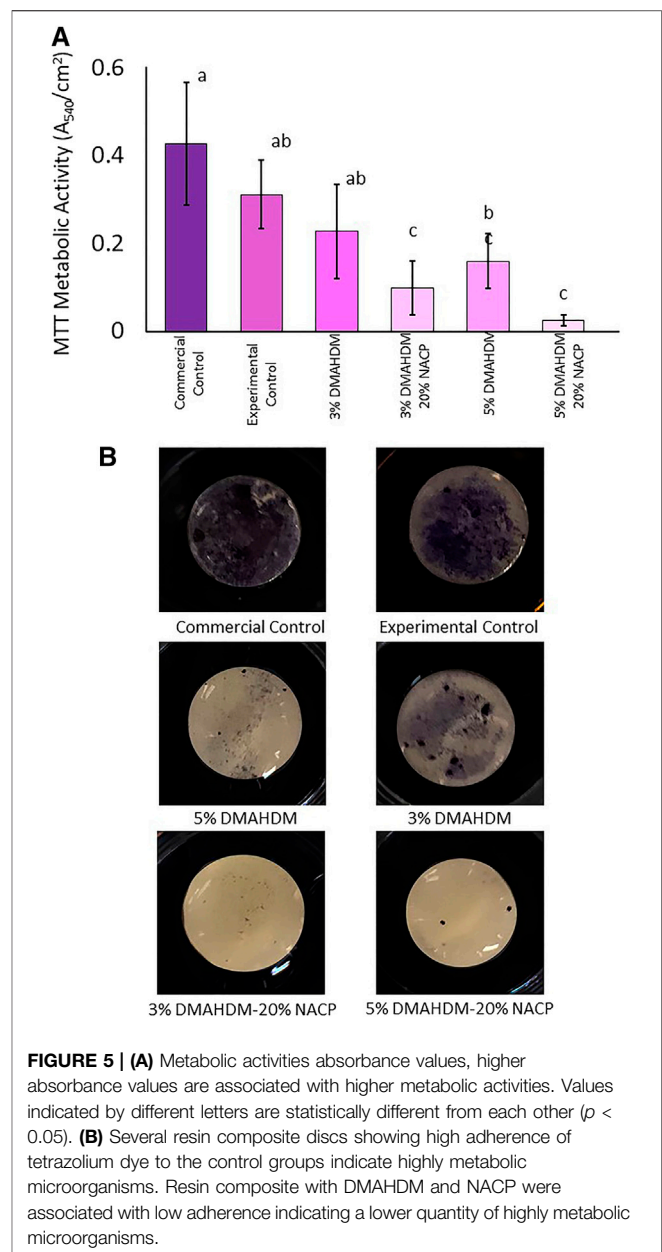 A
MTT Metabolic Activity (A540/cm²)
0.6
0.4
0.2
0
a
ab
ab
c
b
c
c
Commercial
Control
Experimental
Control
3% DMAHDM
3% DMAHDM
20% NACP
5% DMAHDM
5% DMAHDM
20% NACP
B
Commercial Control
Experimental Control
5% DMAHDM
3% DMAHDM
3% DMAHDM-20% NACP
5% DMAHDM-20% NACP
FIGURE 5 | (A) Metabolic activities absorbance values, higher
absorbance values are associated with higher metabolic activities. Values
indicated by different letters are statistically different from each other (p <
0.05). (B) Several resin composite discs showing high adherence of
tetrazolium dye to the control groups indicate highly metabolic
microorganisms. Resin composite with DMAHDM and NACP were
associated with low adherence indicating a lower quantity of highly metabolic
microorganisms.